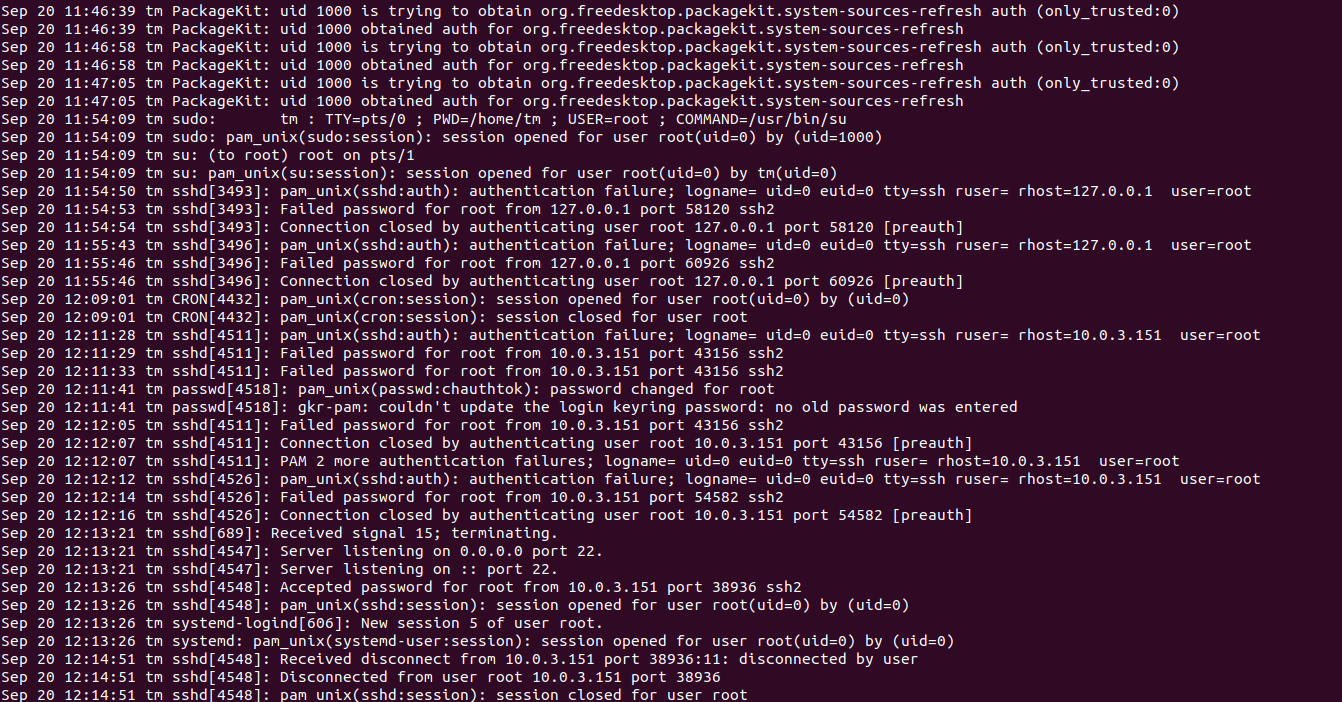 Sep 20 11:46:39 tm PackageKit: uid 1000 is trying to obtain org.freedesktop.packagekit.system-sources-refresh auth (only_trusted:0)
Sep 20 11:46:39 tm PackageKit: uid 1000 obtained auth for org.freedesktop.packagekit.system-sources-refresh
Sep 20 11:46:58 tm PackageKit: uid 1000 is trying to obtain org.freedesktop.packagekit.system-sources-refresh auth (only_trusted:0)
Sep 20 11:46:58 tm PackageKit: uid 1000 obtained auth for org.freedesktop.packagekit.system-sources-refresh
Sep 20 11:47:05 tm PackageKit: uid 1000 is trying to obtain org.freedesktop.packagekit.system-sources-refresh auth (only_trusted:0)
Sep 20 11:47:05 tm PackageKit: uid 1000 obtained auth for org.freedesktop.packagekit.system-sources-refresh
Sep 20 11:54:09 tm sudo:       tm : TTY=pts/0 ; PWD=/home/tm ; USER=root ; COMMAND=/usr/bin/su
Sep 20 11:54:09 tm sudo: pam_unix(sudo:session): session opened for user root(uid=0) by (uid=1000)
Sep 20 11:54:09 tm su: (to root) root on pts/1
Sep 20 11:54:09 tm su: pam_unix(su:session): session opened for user root(uid=0) by tm(uid=0)
Sep 20 11:54:50 tm sshd[3493]: pam_unix(sshd:auth): authentication failure; logname= uid=0 euid=0 tty=ssh ruser= rhost=127.0.0.1  user=root
Sep 20 11:54:53 tm sshd[3493]: Failed password for root from 127.0.0.1 port 58120 ssh2
Sep 20 11:54:54 tm sshd[3493]: Connection closed by authenticating user root 127.0.0.1 port 58120 [preauth]
Sep 20 11:55:43 tm sshd[3496]: pam_unix(sshd:auth): authentication failure; logname= uid=0 euid=0 tty=ssh ruser= rhost=127.0.0.1  user=root
Sep 20 11:55:46 tm sshd[3496]: Failed password for root from 127.0.0.1 port 60926 ssh2
Sep 20 11:55:46 tm sshd[3496]: Connection closed by authenticating user root 127.0.0.1 port 60926 [preauth]
Sep 20 12:09:01 tm CRON[4432]: pam_unix(cron:session): session opened for user root(uid=0) by (uid=0)
Sep 20 12:09:01 tm CRON[4432]: pam_unix(cron:session): session closed for user root
Sep 20 12:11:28 tm sshd[4511]: pam_unix(sshd:auth): authentication failure; logname= uid=0 euid=0 tty=ssh ruser= rhost=10.0.3.151  user=root
Sep 20 12:11:29 tm sshd[4511]: Failed password for root from 10.0.3.151 port 43156 ssh2
Sep 20 12:11:33 tm sshd[4511]: Failed password for root from 10.0.3.151 port 43156 ssh2
Sep 20 12:11:41 tm passwd[4518]: pam_unix(passwd:chauthtok): password changed for root
Sep 20 12:11:41 tm passwd[4518]: gkr-pam: couldn't update the login keyring password: no old password was entered
Sep 20 12:12:05 tm sshd[4511]: Failed password for root from 10.0.3.151 port 43156 ssh2
Sep 20 12:12:07 tm sshd[4511]: Connection closed by authenticating user root 10.0.3.151 port 43156 [preauth]
Sep 20 12:12:07 tm sshd[4511]: PAM 2 more authentication failures; logname= uid=0 euid=0 tty=ssh ruser= rhost=10.0.3.151  user=root
Sep 20 12:12:12 tm sshd[4526]: pam_unix(sshd:auth): authentication failure; logname= uid=0 euid=0 tty=ssh ruser= rhost=10.0.3.151  user=root
Sep 20 12:12:14 tm sshd[4526]: Failed password for root from 10.0.3.151 port 54582 ssh2
Sep 20 12:12:16 tm sshd[4526]: Connection closed by authenticating user root 10.0.3.151 port 54582 [preauth]
Sep 20 12:13:21 tm sshd[689]: Received signal 15; terminating.
Sep 20 12:13:21 tm sshd[4547]: Server listening on 0.0.0.0 port 22.
Sep 20 12:13:21 tm sshd[4547]: Server listening on :: port 22.
Sep 20 12:13:26 tm sshd[4548]: Accepted password for root from 10.0.3.151 port 38936 ssh2
Sep 20 12:13:26 tm sshd[4548]: pam_unix(sshd:session): session opened for user root(uid=0) by (uid=0)
Sep 20 12:13:26 tm systemd-logind[606]: New session 5 of user root.
Sep 20 12:13:26 tm systemd: pam_unix(systemd-user:session): session opened for user root(uid=0) by (uid=0)
Sep 20 12:14:51 tm sshd[4548]: Received disconnect from 10.0.3.151 port 38936:11: disconnected by user
Sep 20 12:14:51 tm sshd[4548]: Disconnected from user root 10.0.3.151 port 38936
Sep 20 12:14:51 tm sshd[4548]: pam_unix(sshd:session): session closed for user root